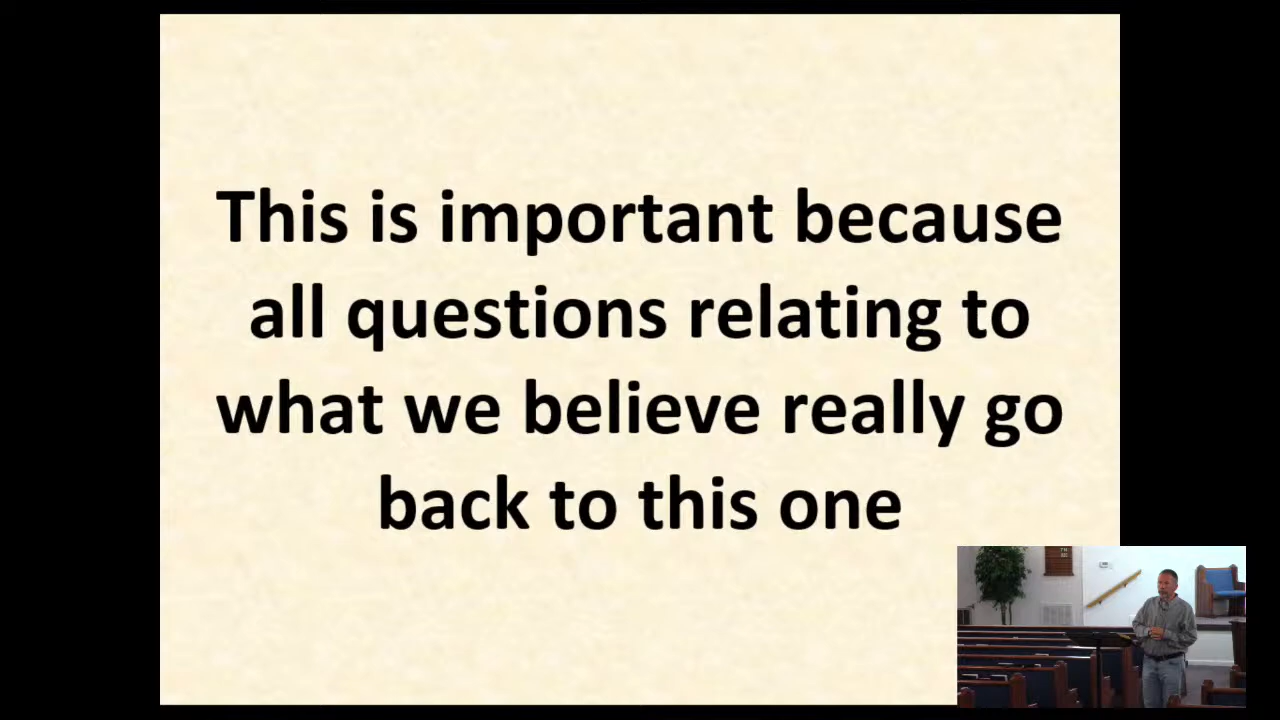 This is important because
all questions relating to
what we believe really go
back to this one